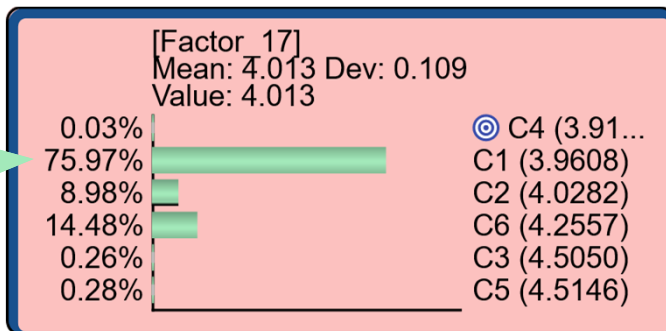 [Factor_17]
Mean: 4.013 Dev: 0.109
Value: 4.013
0.03% C4 (3.91...
75.97% C1 (3.9608)
8.98% C2 (4.0282)
14.48% C6 (4.2557)
0.26% C3 (4.5050)
0.28% C5 (4.5146)